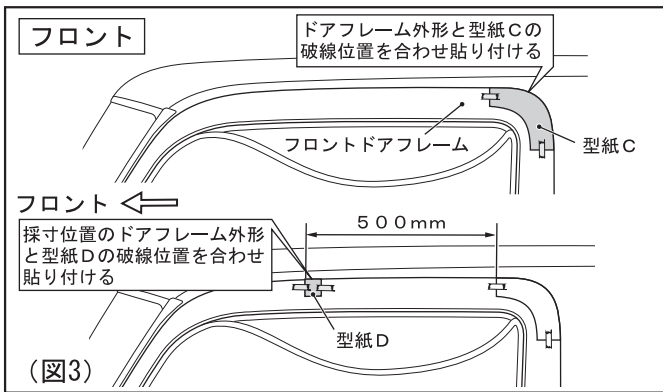 フロント
ドアフレーム外形と型紙Cの
破線位置を合わせ貼り付ける
フロントドアフレーム
型紙C
フロント
500mm
採寸位置のドアフレーム外形
と型紙Dの破線位置を合わせ
貼り付ける
型紙D
(図3)